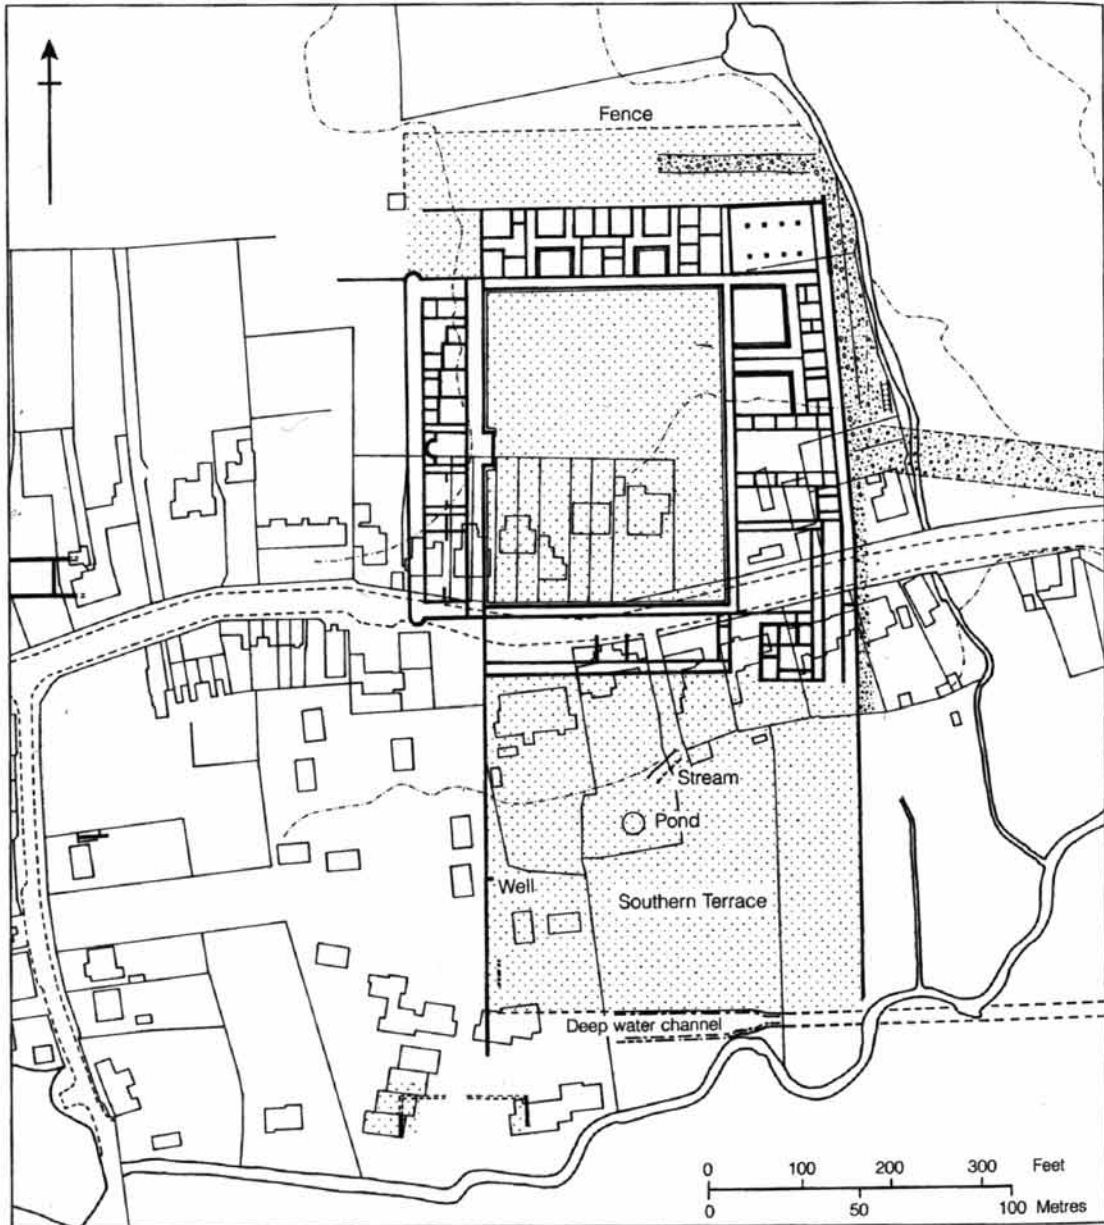 Fence
Stream
Pond
Well
Southern Terrace
Deep water channel
0 100 200 300 Feet
0 50 100 Metres